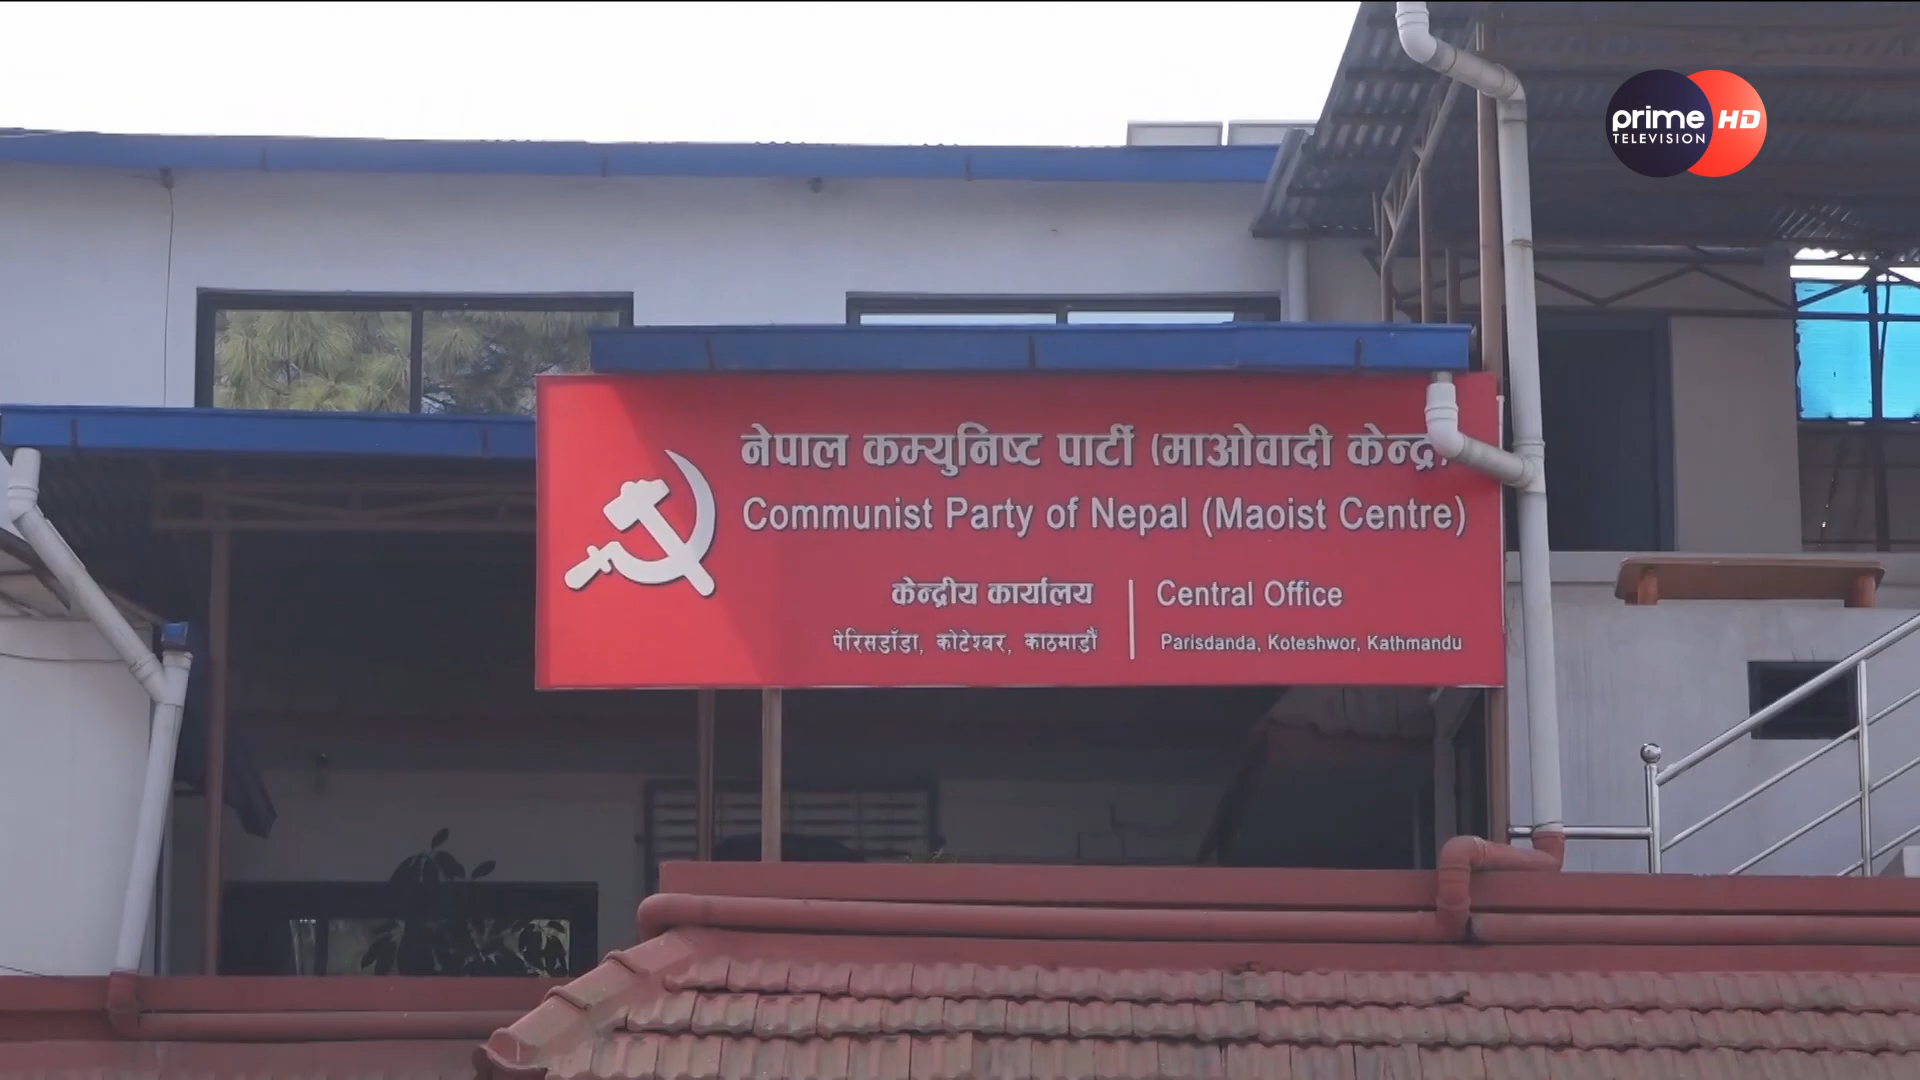 prime HD
TELEVISION
नेपाल कम्युनिष्ट पार्टी (माओवादी केन्द्र)
Communist Party of Nepal (Maoist Centre)
केन्द्रीय कार्यालय
पेरिसडाँडा, कोटेश्वर, काठमाडौं
Central Office
Parisdanda, Koteshwor, Kathmandu